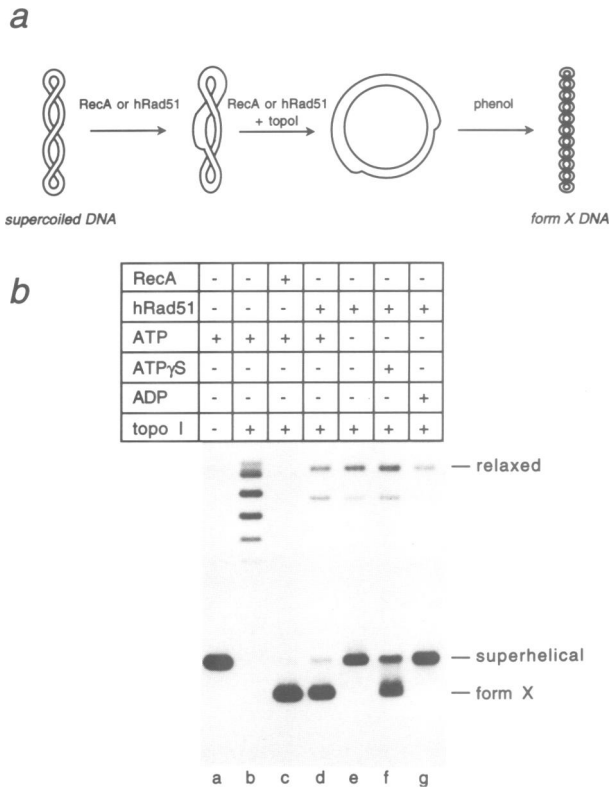 a
RecA or hRad51
RecA or hRad51
+ topoI
phenol
supercoiled DNA
form X DNA
b
RecA - - + - - - -
hRad51 - - - + + + +
ATP + + + + - - -
ATPγS - - - - - + -
ADP - - - - - - +
topo I - + + + + + +
relaxed
superhelical
form X
a b c d e f g